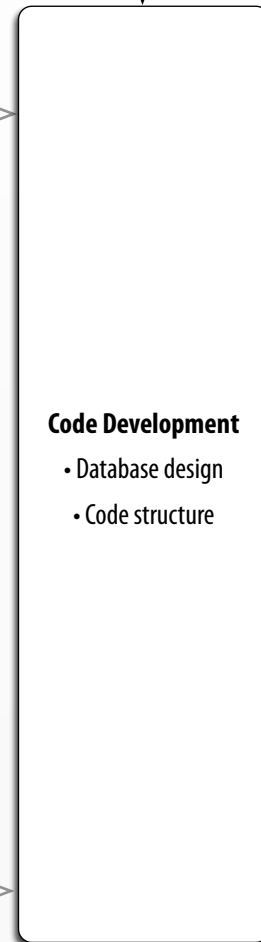 Code Development
• Database design
• Code structure